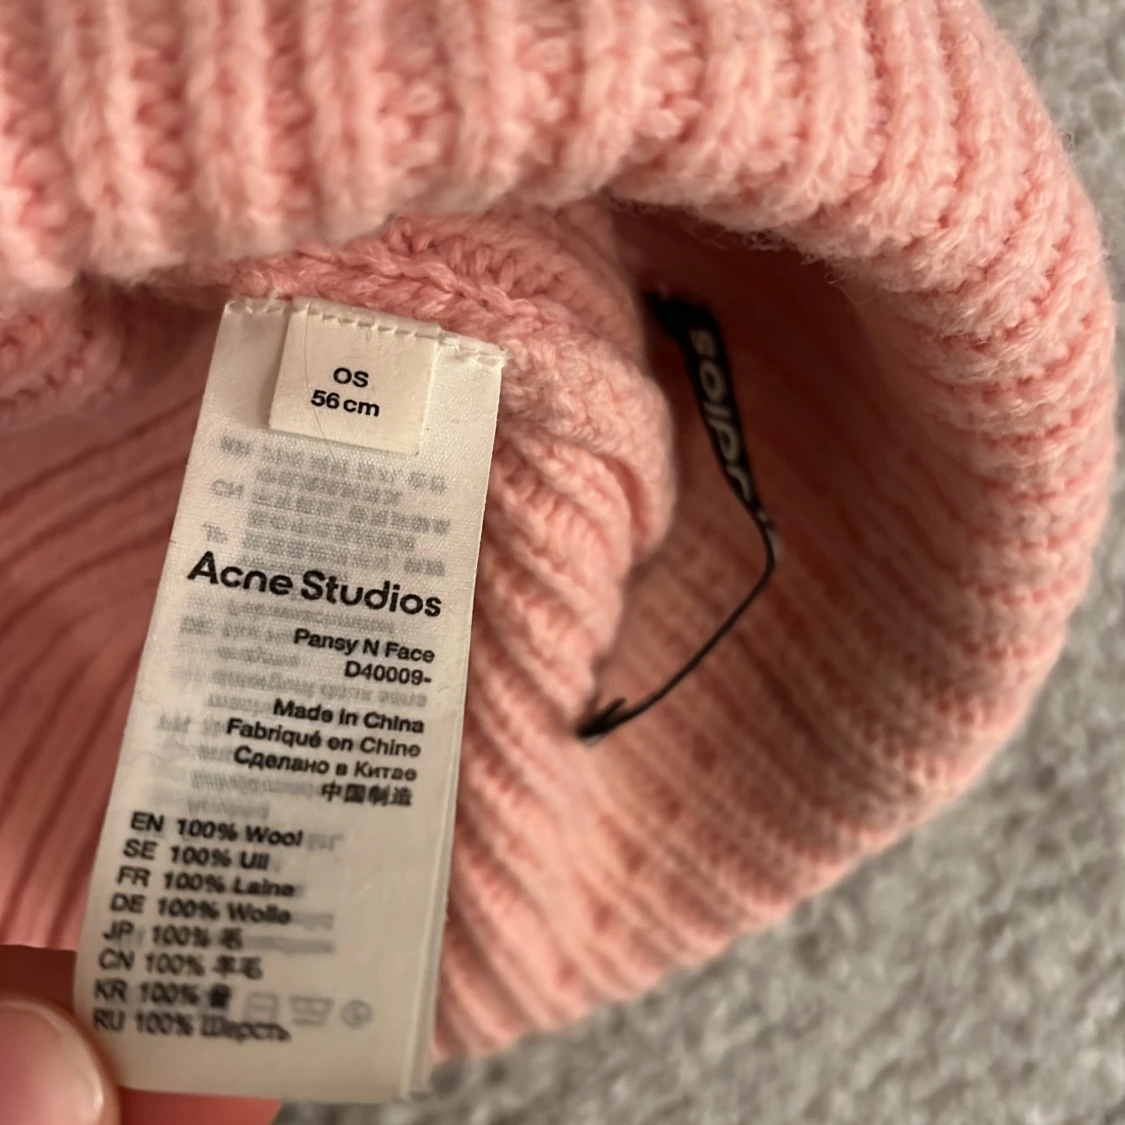 OS
56 cm
Acne Studios
Pansy N Face
D40009-
Made in China
Fabriqué en Chine
Сделано в Китае
中国制造
EN 100% Wool
SE 100% Ull
FR 100% Laine
DE 100% Wolle
JP 100% 毛
CN 100% 羊毛
KR 100%
RU 100% Шерсть